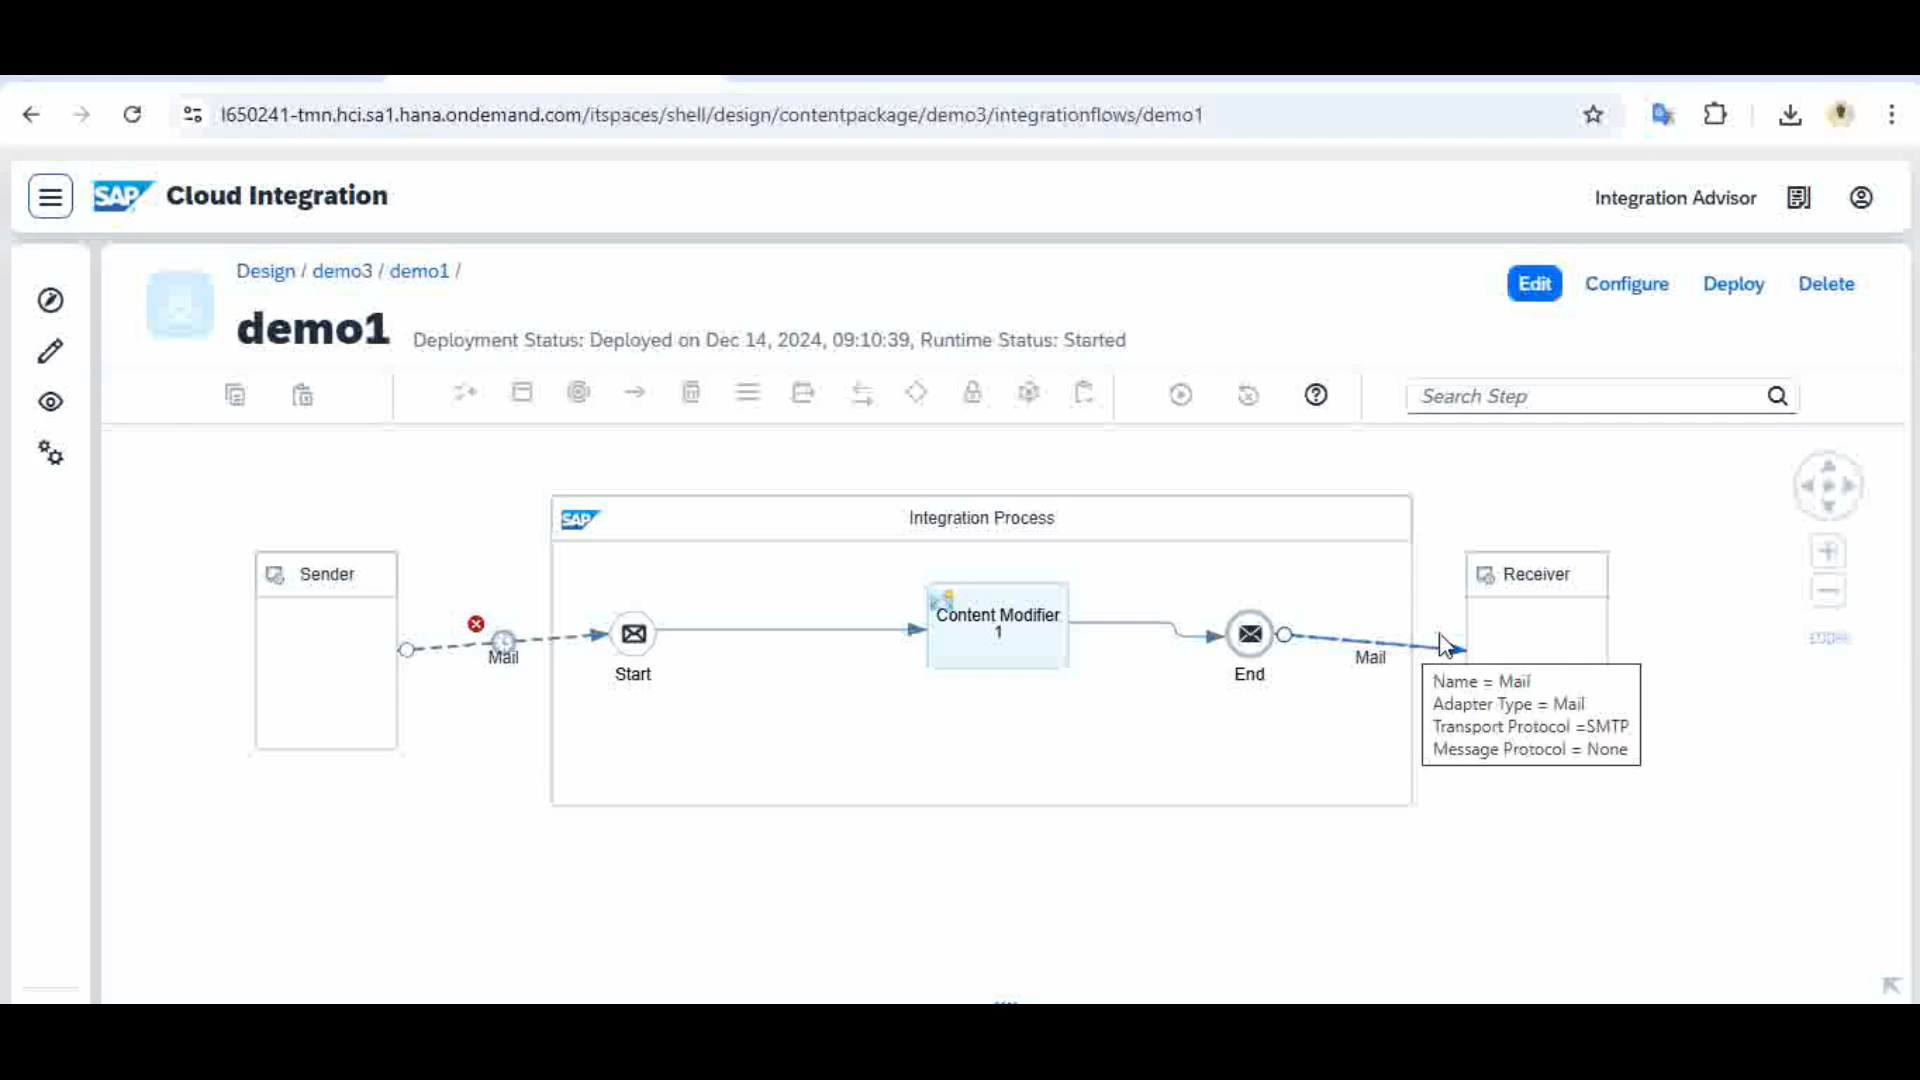 l650241-tmn.hci.sa1.hana.ondemand.com/itspaces/shell/design/contentpackage/demo3/integrationflows/demo1
SAP Cloud Integration
Integration Advisor
Design / demo3 / demo1 /
Edit Configure Deploy Delete
demo1 Deployment Status: Deployed on Dec 14, 2024, 09:10:39, Runtime Status: Started
Search Step
SAP Integration Process
Sender
Receiver
Content Modifier
1
Mail
Mail
Start
End
Name = Mail
Adapter Type = Mail
Transport Protocol =SMTP
Message Protocol = None